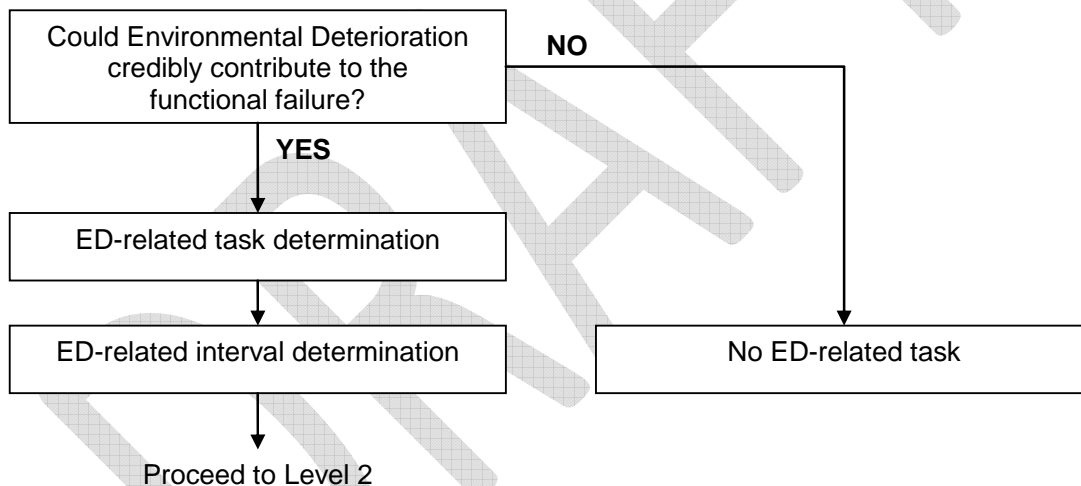 Could Environmental Deterioration
credibly contribute to the
functional failure?
NO
YES
ED-related task determination
ED-related interval determination
No ED-related task
Proceed to Level 2